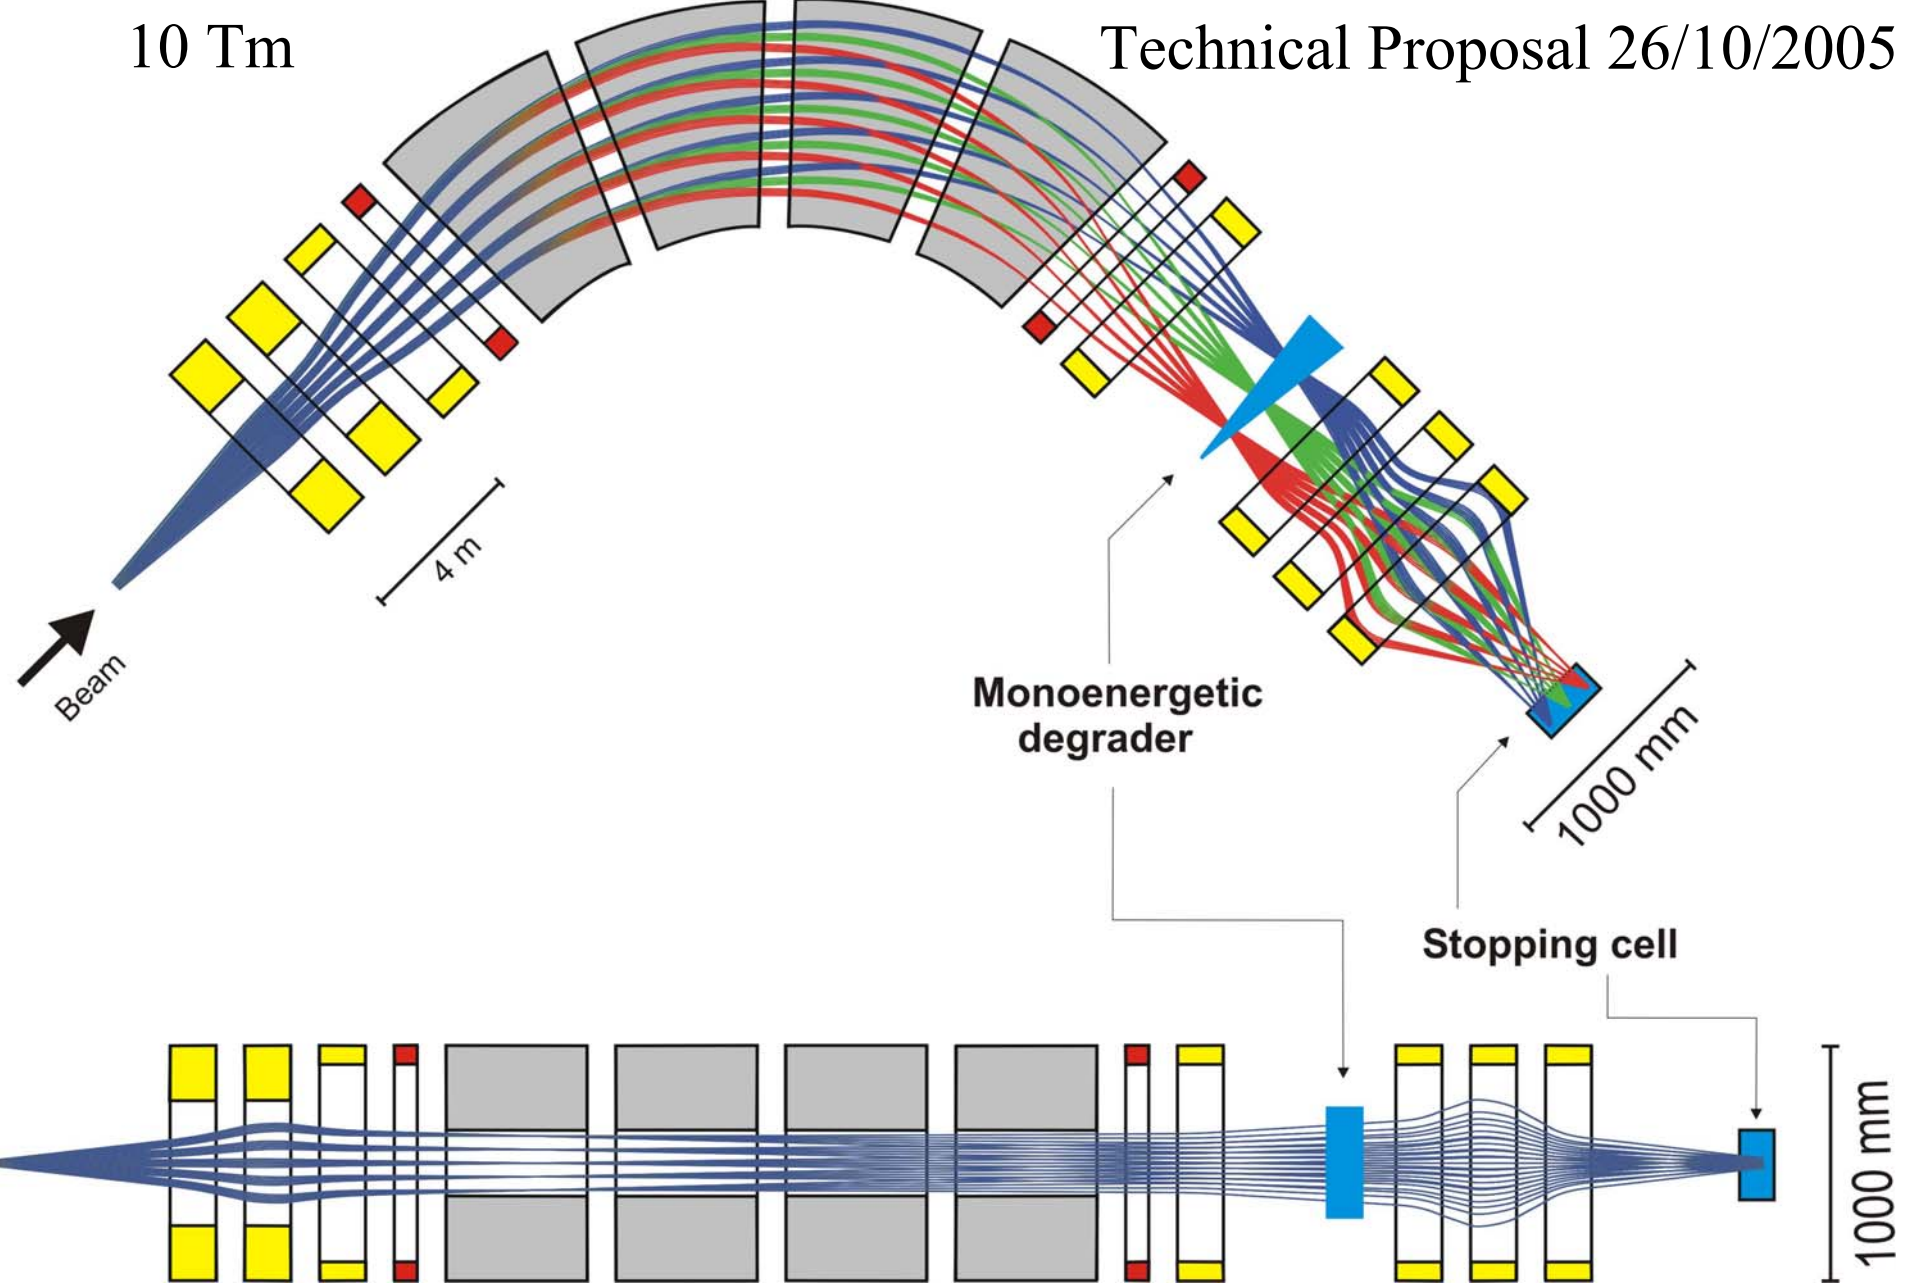 10 Tm
Technical Proposal 26/10/2005
4 m
Beam
Monoenergetic
degrader
1000 mm
Stopping cell
1000 mm